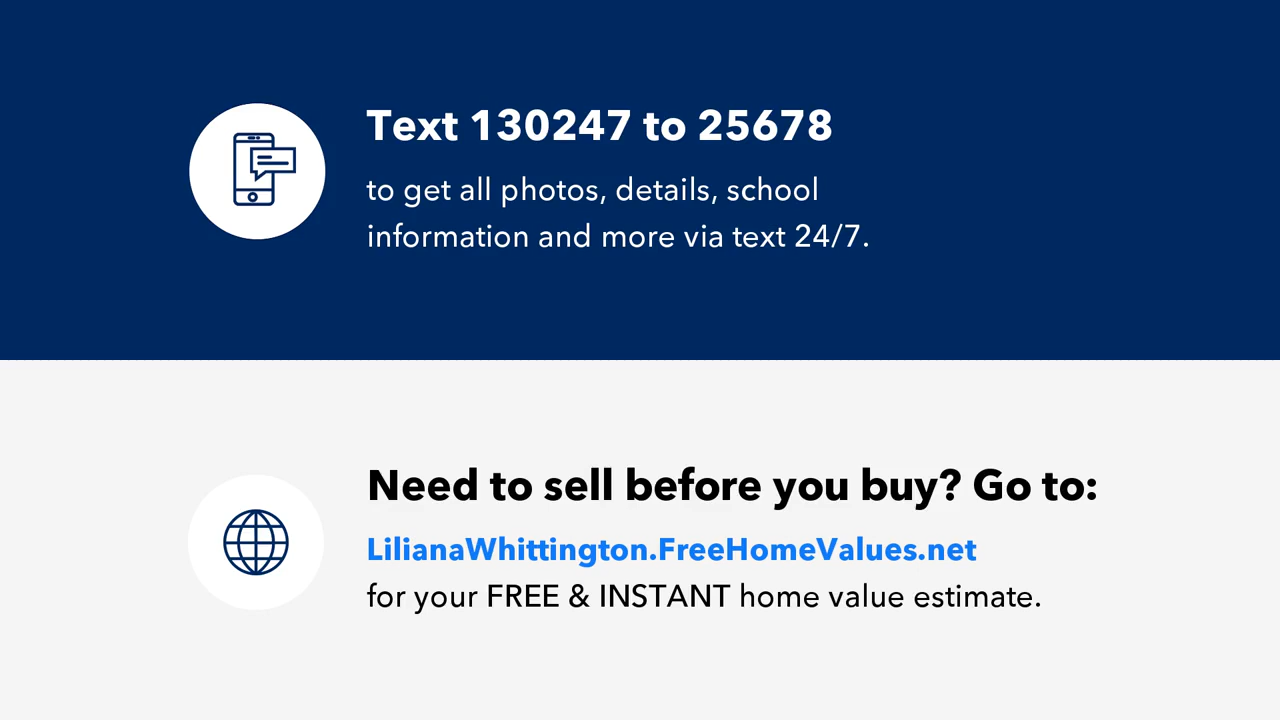 Text 130247 to 25678
to get all photos, details, school
information and more via text 24/7.
Need to sell before you buy? Go to:
LilianaWhittington.FreeHomeValues.net
for your FREE & INSTANT home value estimate.